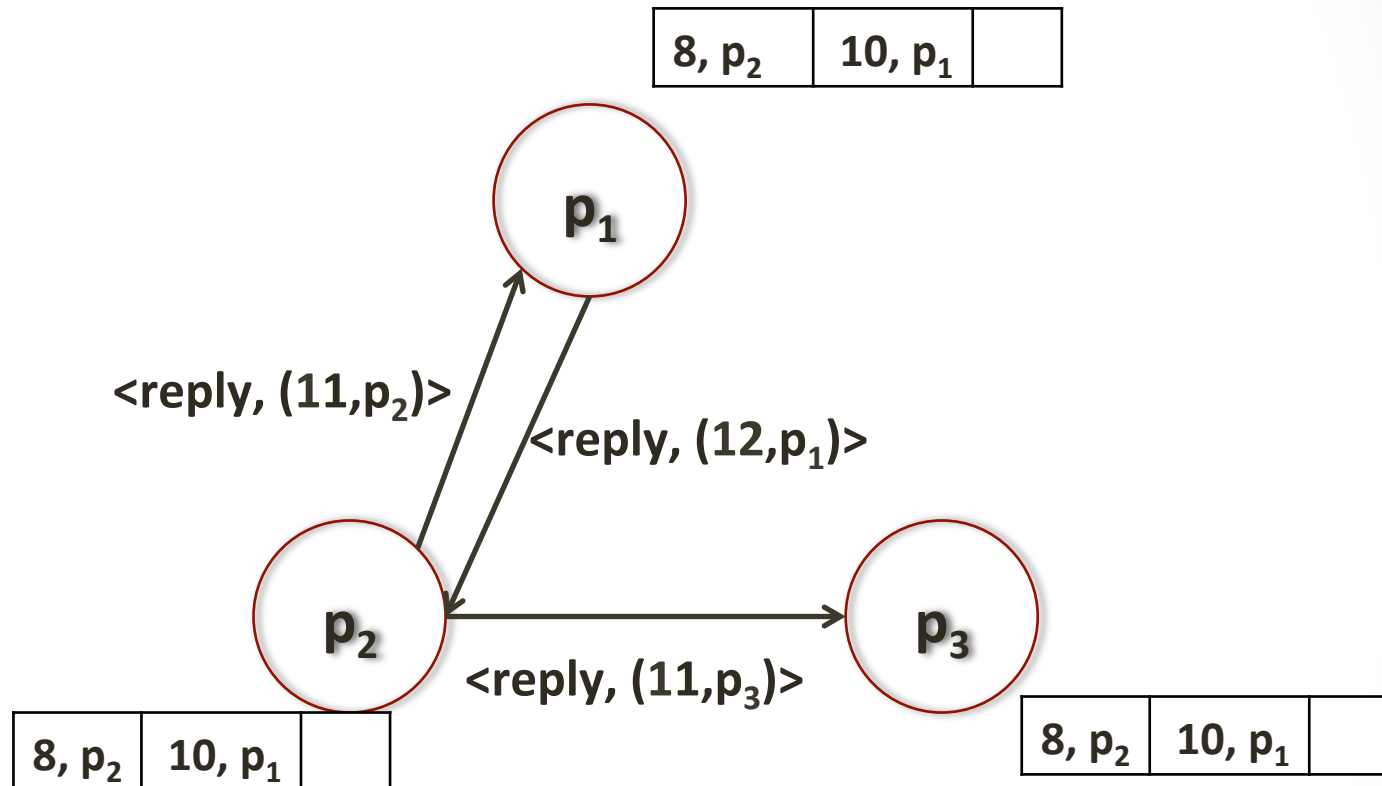 8, p₂ 10, p₁
p₁
<reply, (11,p₂)>
<reply, (12,p₁)>
p₂
p₃
<reply, (11,p₃)>
8, p₂ 10, p₁
8, p₂ 10, p₁